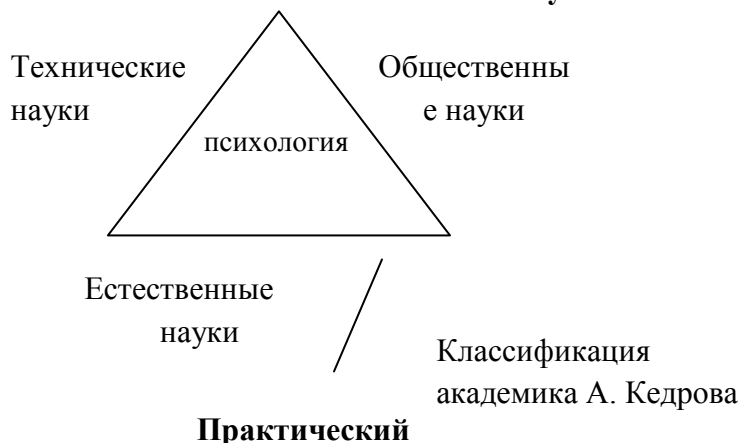 Технические
науки
Общественны
е науки
психология
Естественные
науки
Классификация
академика А. Кедрова
Практический